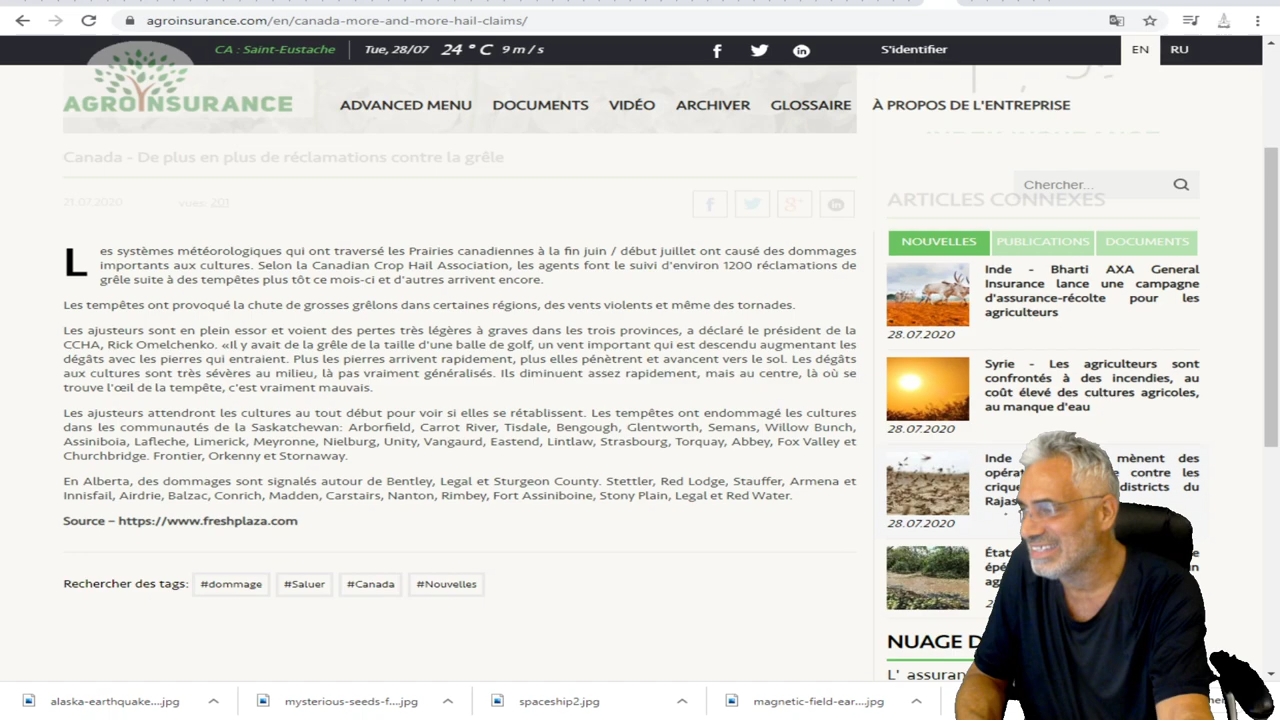 agroinsurance.com/en/canada-more-and-more-hail-claims/
CA : Saint-Eustache
Tue, 28/07 24 ° C 9 m / s
S'identifier
EN
RU
AGROINSURANCE
ADVANCED MENU
DOCUMENTS
VIDÉO
ARCHIVER
GLOSSAIRE
À PROPOS DE L'ENTREPRISE
Canada - De plus en plus de réclamations contre la grêle
Chercher...
21.07.2020
vues: 201
ARTICLES CONNEXES
NOUVELLES
PUBLICATIONS
DOCUMENTS
Les systèmes météorologiques qui ont traversé les Prairies canadiennes à la fin juin / début juillet ont causé des dommages
importants aux cultures. Selon la Canadian Crop Hail Association, les agents font le suivi d'environ 1200 réclamations de
grêle suite à des tempêtes plus tôt ce mois-ci et d'autres arrivent encore.
Les tempêtes ont provoqué la chute de grosses grêlons dans certaines régions, des vents violents et même des tornades.
Les ajusteurs sont en plein essor et voient des pertes très légères à graves dans les trois provinces, a déclaré le président de la
CCHA, Rick Omelchenko. «Il y avait de la grêle de la taille d'une balle de golf, un vent important qui est descendu augmentant les
dégâts avec les pierres qui entraient. Plus les pierres arrivent rapidement, plus elles pénètrent et avancent vers le sol. Les dégâts
aux cultures sont très sévères au milieu, là pas vraiment généralisés. Ils diminuent assez rapidement, mais au centre, là où se
trouve l'œil de la tempête, c'est vraiment mauvais.
Les ajusteurs attendront les cultures au tout début pour voir si elles se rétablissent. Les tempêtes ont endommagé les cultures
dans les communautés de la Saskatchewan: Arborfield, Carrot River, Tisdale, Bengough, Glentworth, Semans, Willow Bunch,
Assiniboia, Lafleche, Limerick, Meyronne, Nielburg, Unity, Vangaurd, Eastend, Lintlaw, Strasbourg, Torquay, Abbey, Fox Valley et
Churchbridge. Frontier, Orkenny et Stornaway.
En Alberta, des dommages sont signalés autour de Bentley, Legal et Sturgeon County. Stettler, Red Lodge, Stauffer, Armena et
Innisfail, Airdrie, Balzac, Conrich, Madden, Carstairs, Nanton, Rimbey, Fort Assiniboine, Stony Plain, Legal et Red Water.
Source – https://www.freshplaza.com
Rechercher des tags: #dommage #Saluer #Canada #Nouvelles
Inde - Bharti AXA General
Insurance lance une campagne
d'assurance-récolte pour les
agriculteurs
28.07.2020
Syrie - Les agriculteurs sont
confrontés à des incendies, au
coût élevé des cultures agricoles,
au manque d'eau
28.07.2020
Inde mènent des
contre les
districts du
28.07.2020
NUAGE
L' assuran
alaska-earthquake....jpg
mysterious-seeds-f....jpg
spaceship2.jpg
magnetic-field-ear....jpg